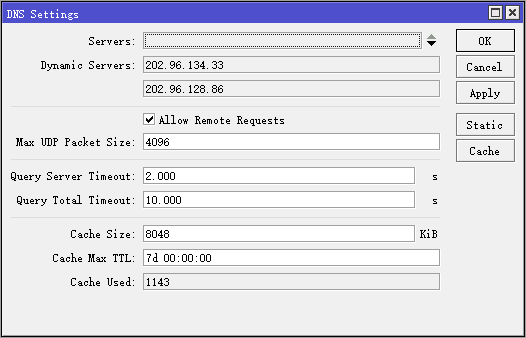 DNS Settings
Servers:
OK
Dynamic Servers: 202.96.134.33
Cancel
202.96.128.86
Apply
Allow Remote Requests
Static
Max UDP Packet Size: 4096
Cache
Query Server Timeout: 2.000 s
Query Total Timeout: 10.000 s
Cache Size: 8048 KiB
Cache Max TTL: 7d 00:00:00
Cache Used: 1143